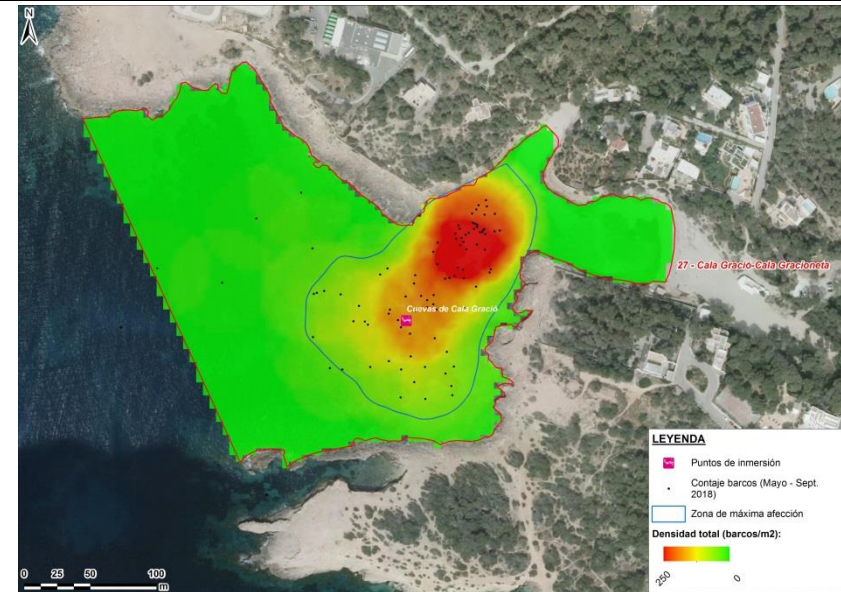 N
27 - Cala Gració-Cala Gracioneta
Cuevas de Cala Gració
LEYENDA
Puntos de inmersión
Contaje barcos (Mayo - Sept.
2018)
Zona de máxima afección
Densidad total (barcos/m2):
250
0
0 25 50 100
m